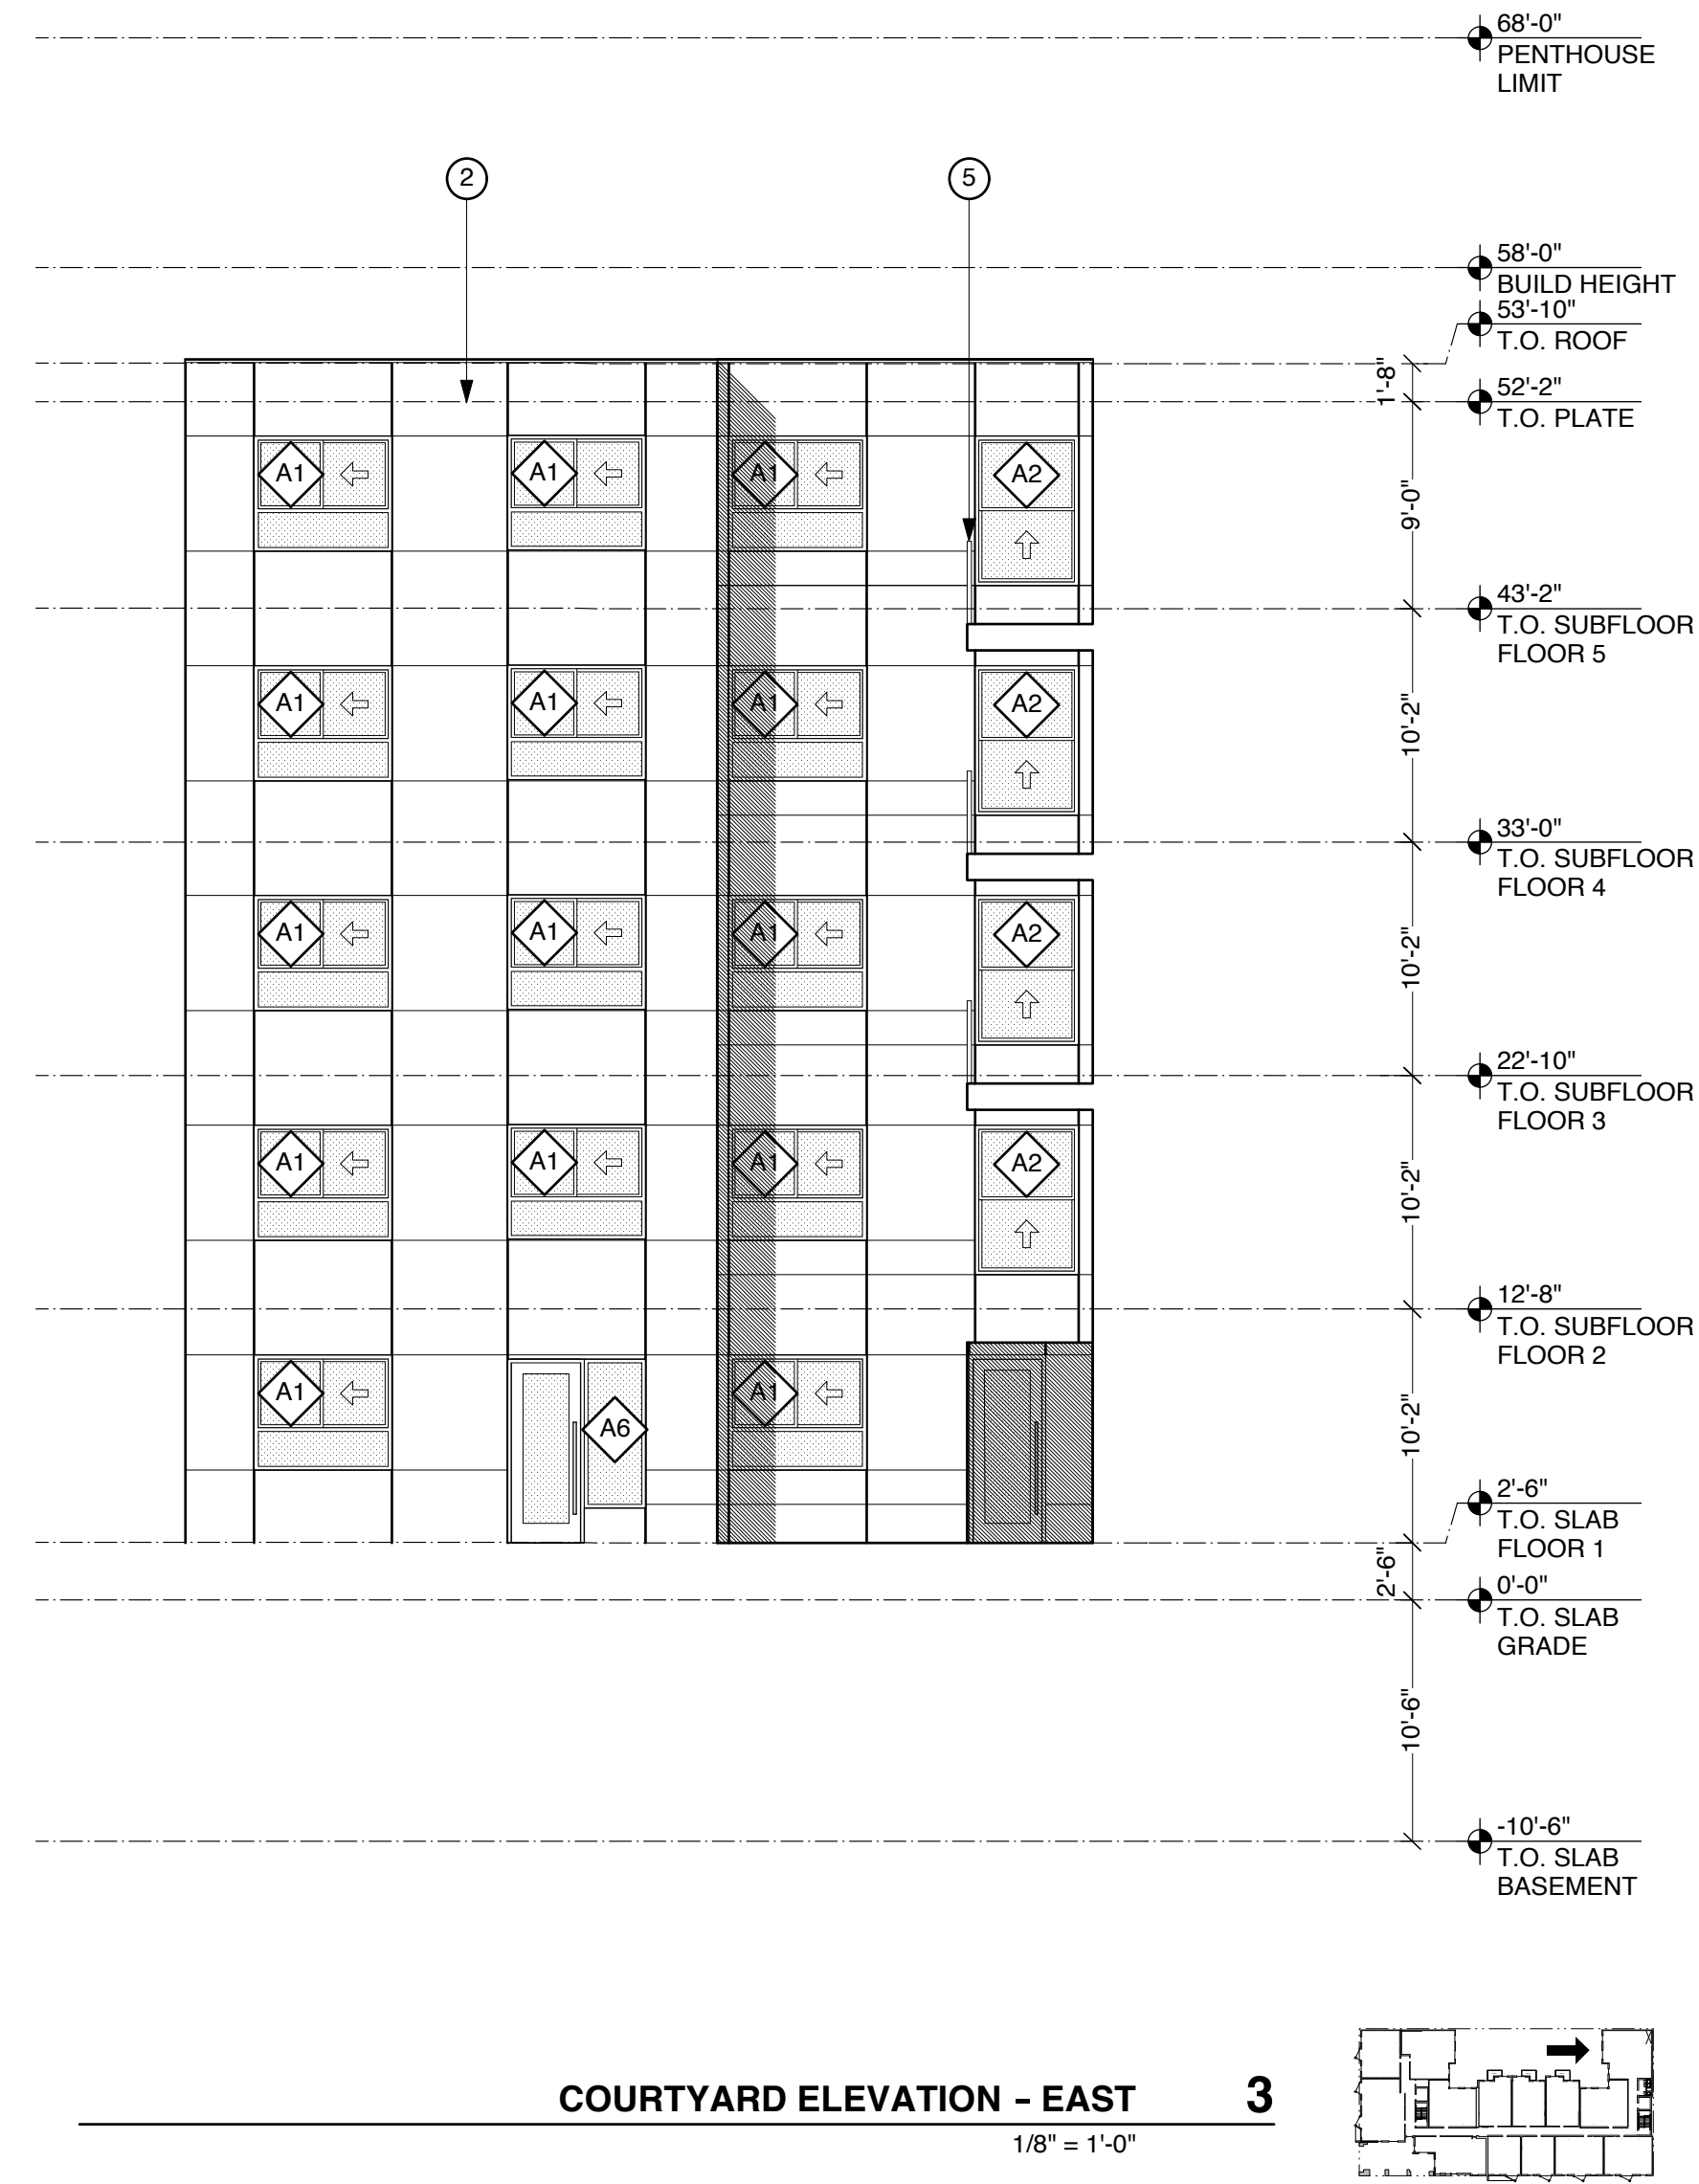 68'-0"
PENTHOUSE
LIMIT
2
5
58'-0"
BUILD HEIGHT
53'-10"
T.O. ROOF
1'-8"
52'-2"
T.O. PLATE
A1
A1
A1
A2
9'-0"
43'-2"
T.O. SUBFLOOR
FLOOR 5
A1
A1
A1
A2
10'-2"
33'-0"
T.O. SUBFLOOR
FLOOR 4
A1
A1
A1
A2
10'-2"
22'-10"
T.O. SUBFLOOR
FLOOR 3
A1
A1
A1
A2
10'-2"
12'-8"
T.O. SUBFLOOR
FLOOR 2
A1
A6
A1
10'-2"
2'-6"
T.O. SLAB
FLOOR 1
2'-6"
0'-0"
T.O. SLAB
GRADE
10'-6"
-10'-6"
T.O. SLAB
BASEMENT
COURTYARD ELEVATION - EAST 3
1/8" = 1'-0"